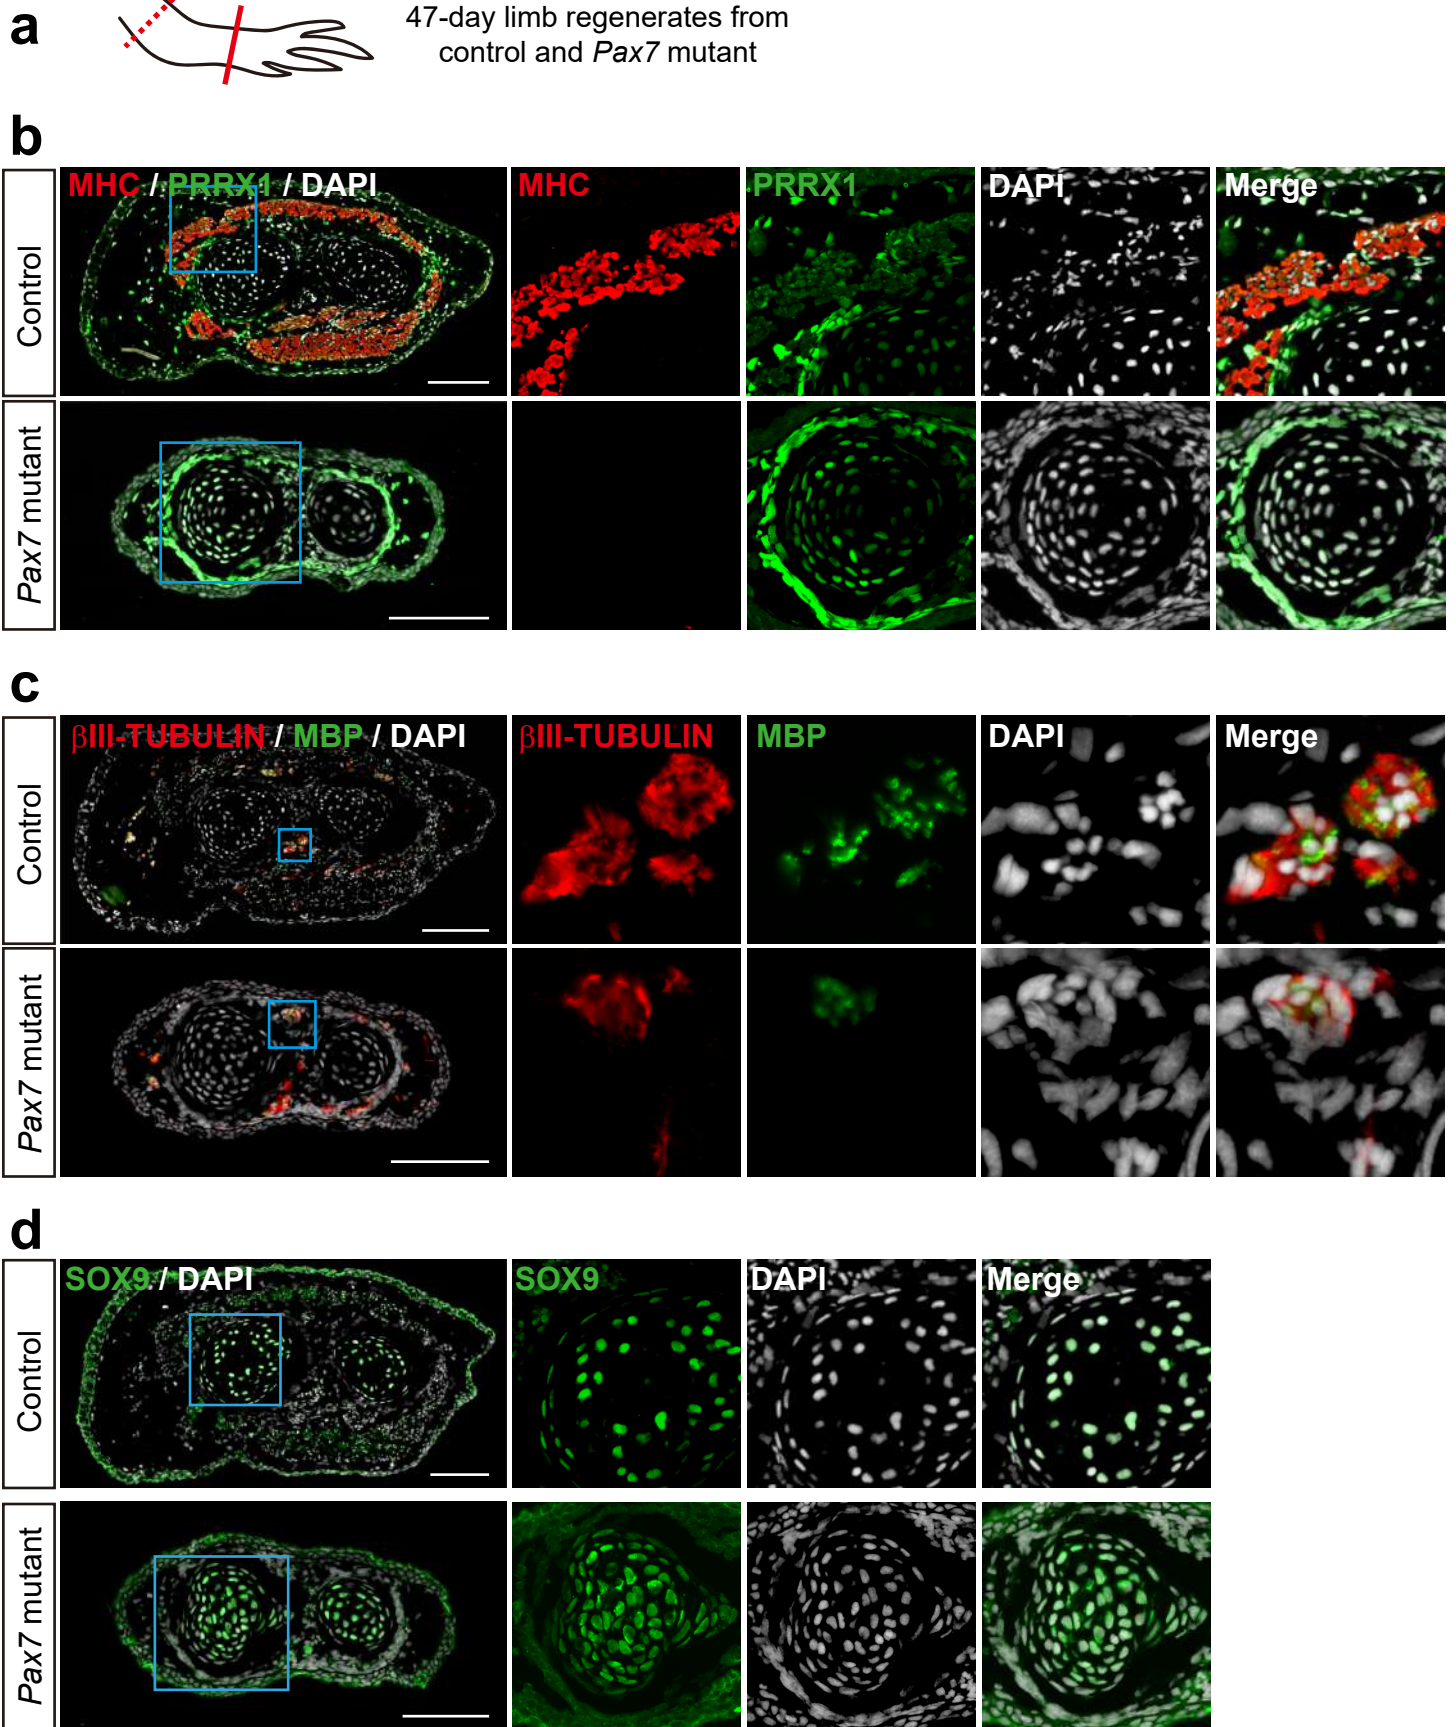 a
47-day limb regenerates from
control and Pax7 mutant
b
Control
MHC / PRRX1 / DAPI
MHC
PRRX1
DAPI
Merge
Pax7 mutant
c
Control
βIII-TUBULIN / MBP / DAPI
βIII-TUBULIN
MBP
DAPI
Merge
Pax7 mutant
d
Control
SOX9 / DAPI
SOX9
DAPI
Merge
Pax7 mutant